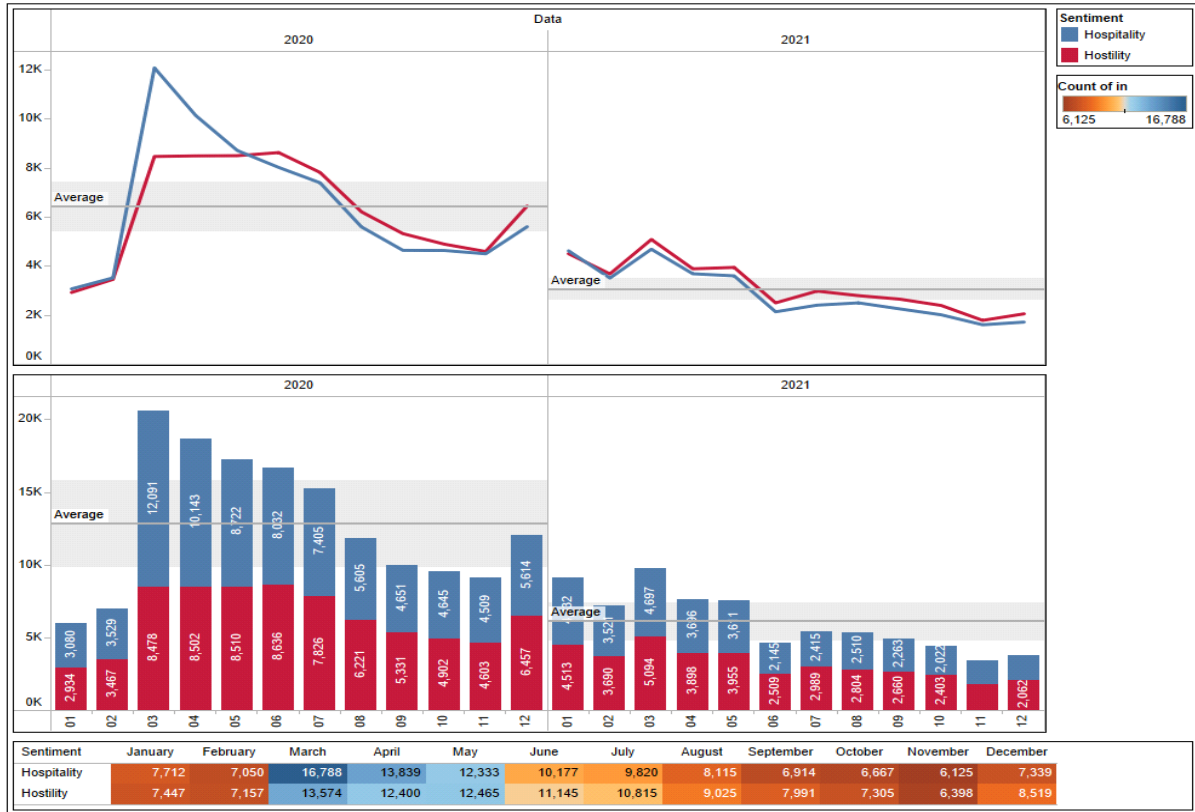 Data
2020 2021
12K
10K
8K
6K
4K
2K
0K
Average
Average
Sentiment
Hospitality
Hostility
Count of in
6,125 16,788
2020 2021
20K
15K
10K
5K
0K
Average
Average
3,080 3,529 12,091 10,143 8,722 8,032 7,405 5,605 4,651 4,645 4,509 5,614 3,521 4,697 3,696 3,611 2,145 2,415 2,510 2,263 2,022
2,934 3,467 8,478 8,502 8,510 8,636 7,826 6,221 5,331 4,902 4,603 6,457 4,513 3,690 5,094 3,898 3,955 2,509 2,989 2,804 2,660 2,403 2,062
01 02 03 04 05 06 07 08 09 10 11 12 01 02 03 04 05 06 07 08 09 10 11 12
Sentiment January February March April May June July August September October November December
Hospitality 7,712 7,050 16,788 13,839 12,333 10,177 9,820 8,115 6,914 6,667 6,125 7,339
Hostility 7,447 7,157 13,574 12,400 12,465 11,145 10,815 9,025 7,991 7,305 6,398 8,519